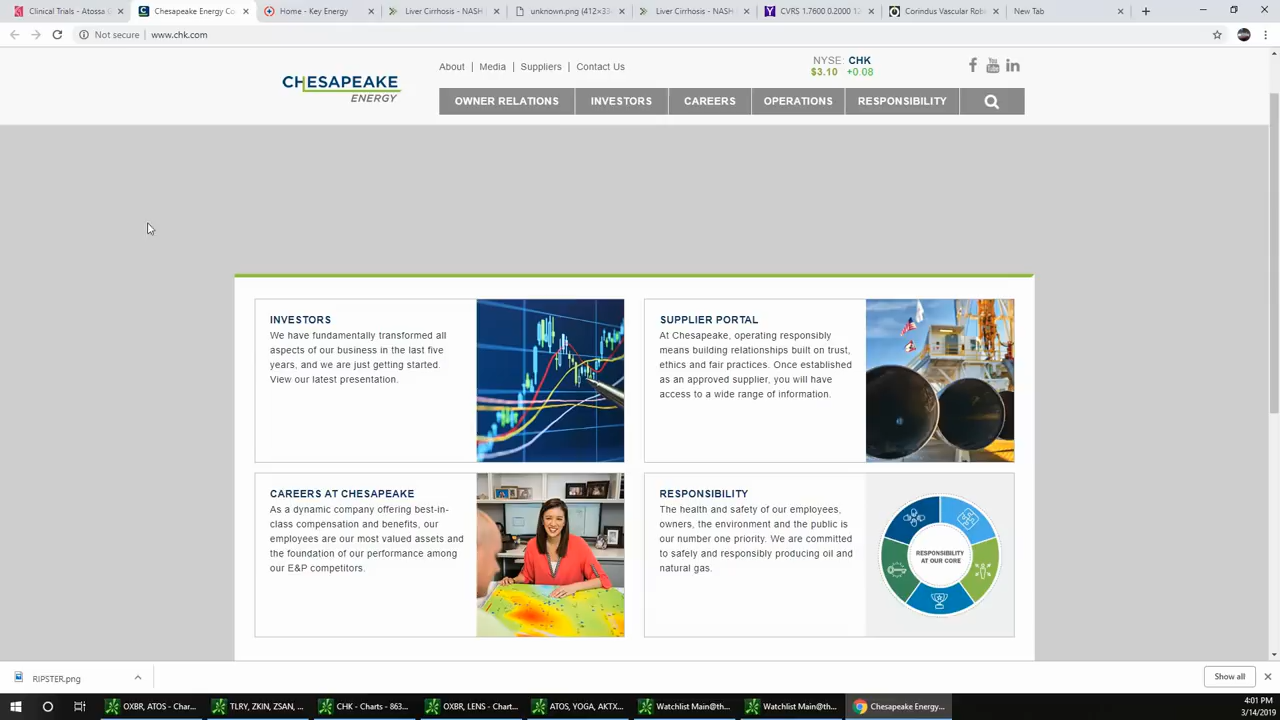 Clinical Trials - Atossa G
Chesapeake Energy Co
Home - Key Energy
Liver Cirrhosis - NASH
unknown.png (412×33
Liver Cirrhosis - NASH
CVRS 1.7600 0.2000 1
Corindus Vascular Rob
New Tab
Not secure | www.chk.com
About | Media | Suppliers | Contact Us
NYSE: CHK
$3.10 +0.08
CHESAPEAKE
ENERGY
OWNER RELATIONS
INVESTORS
CAREERS
OPERATIONS
RESPONSIBILITY
INVESTORS
We have fundamentally transformed all
aspects of our business in the last five
years, and we are just getting started.
View our latest presentation.
SUPPLIER PORTAL
At Chesapeake, operating responsibly
means building relationships built on trust,
ethics and fair practices. Once established
as an approved supplier, you will have
access to a wide range of information.
CAREERS AT CHESAPEAKE
As a dynamic company offering best-in-
class compensation and benefits, our
employees are our most valued assets and
the foundation of our performance among
our E&P competitors.
RESPONSIBILITY
The health and safety of our employees,
owners, the environment and the public is
our number one priority. We are committed
to safely and responsibly producing oil and
natural gas.
RESPONSIBILITY
AT OUR CORE
RIPSTER.png
Show all
OXBR, ATOS - Char...
TLRY, ZKIN, ZSAN, ...
CHK - Charts - 863...
OXBR, LENS - Chart...
ATOS, YOGA, AKTX...
Watchlist Main@th...
Watchlist Main@th...
Chesapeake Energy...
4:01 PM
3/14/2019